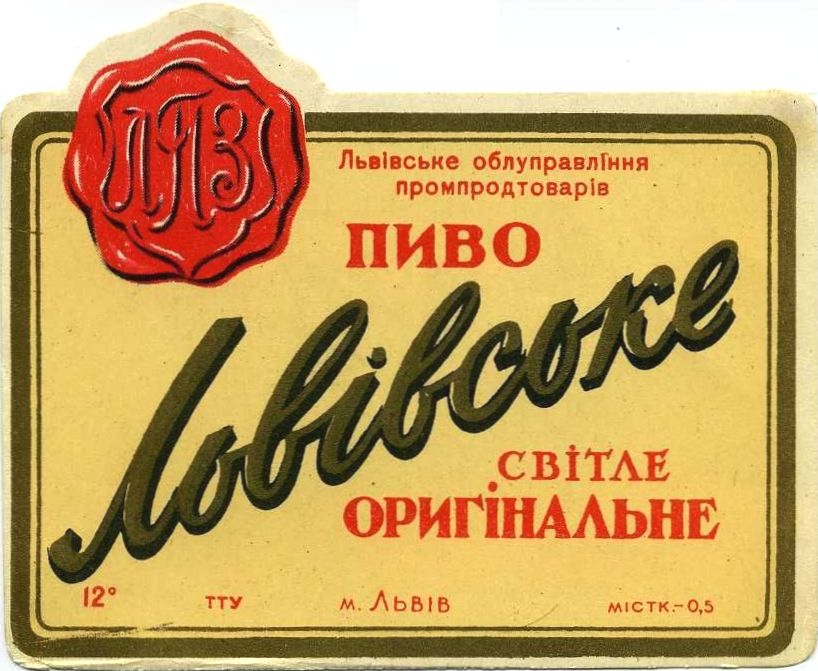 ЛПЗ
Львівське облуправління
промпродтоварів
ПИВО
Львівське
СВІТЛЕ
ОРИГІНАЛЬНЕ
12° ТТУ м. ЛЬВІВ МІСТК.-0,5